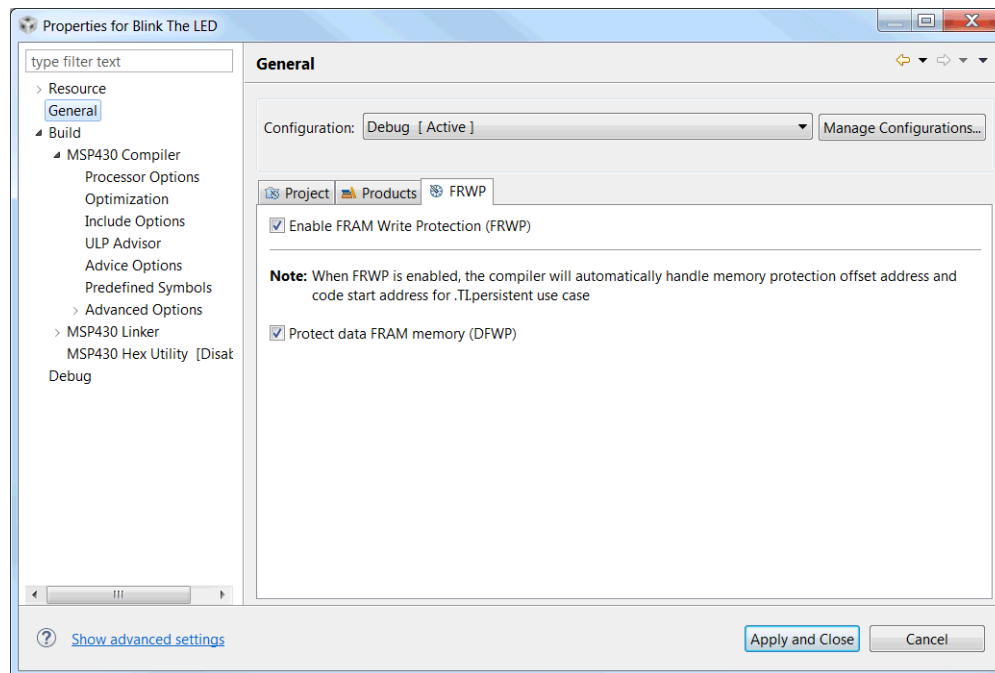 Properties for Blink The LED
type filter text
Resource
General
Build
MSP430 Compiler
Processor Options
Optimization
Include Options
ULP Advisor
Advice Options
Predefined Symbols
Advanced Options
MSP430 Linker
MSP430 Hex Utility [Disab
Debug
General
Configuration: Debug [ Active ] Manage Configurations...
Project Products FRWP
Enable FRAM Write Protection (FRWP)
Note: When FRWP is enabled, the compiler will automatically handle memory protection offset address and
code start address for .TI.persistent use case
Protect data FRAM memory (DFWP)
Show advanced settings
Apply and Close Cancel